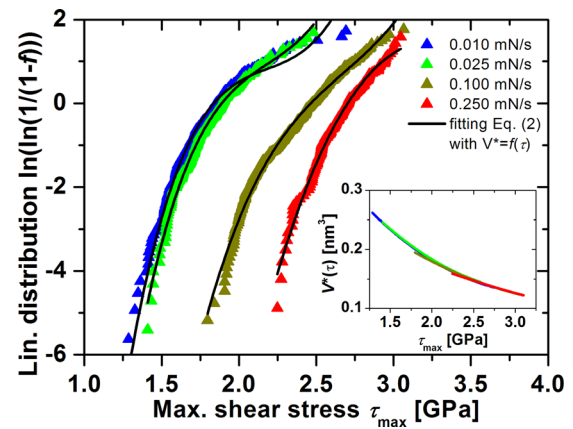 Lin. distribution ln(ln(1/(1-f)))
2
0
-2
-4
-6
0.010 mN/s
0.025 mN/s
0.100 mN/s
0.250 mN/s
fitting Eq. (2)
with V*=f(τ)
V*(τ) [nm³]
0.3
0.2
0.1
1.5 2.0 2.5 3.0
τmax [GPa]
1.0 1.5 2.0 2.5 3.0 3.5 4.0
Max. shear stress τmax [GPa]